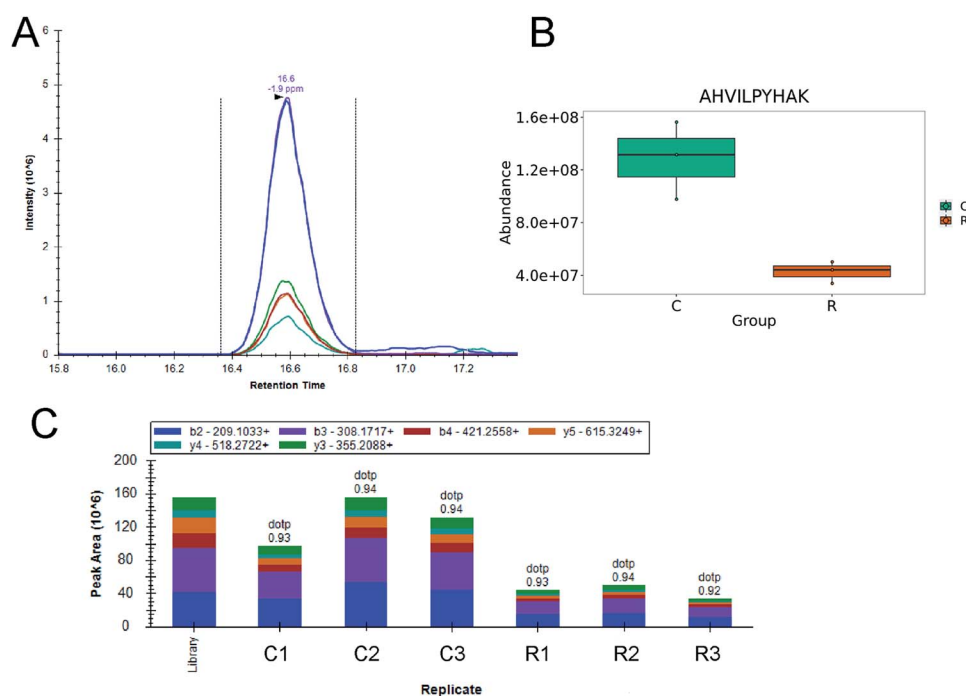 A
6
5
4
3
2
1
0
Intensity (10^6)
16.6
-1.9 ppm
15.8 16.0 16.2 16.4 16.6 16.8 17.0 17.2
Retention Time
B
AHVILPYHAK
1.6e+08
1.2e+08
8.0e+07
4.0e+07
Abundance
C R
Group
C
R
C
b2 - 209.1033+ b3 - 308.1717+ b4 - 421.2558+ y5 - 615.3249+
y4 - 518.2722+ y3 - 355.2088+
200
160
120
80
40
0
Peak Area (10^6)
dotp
0.93
dotp
0.94
dotp
0.94
dotp
0.93
dotp
0.94
dotp
0.92
Library C1 C2 C3 R1 R2 R3
Replicate